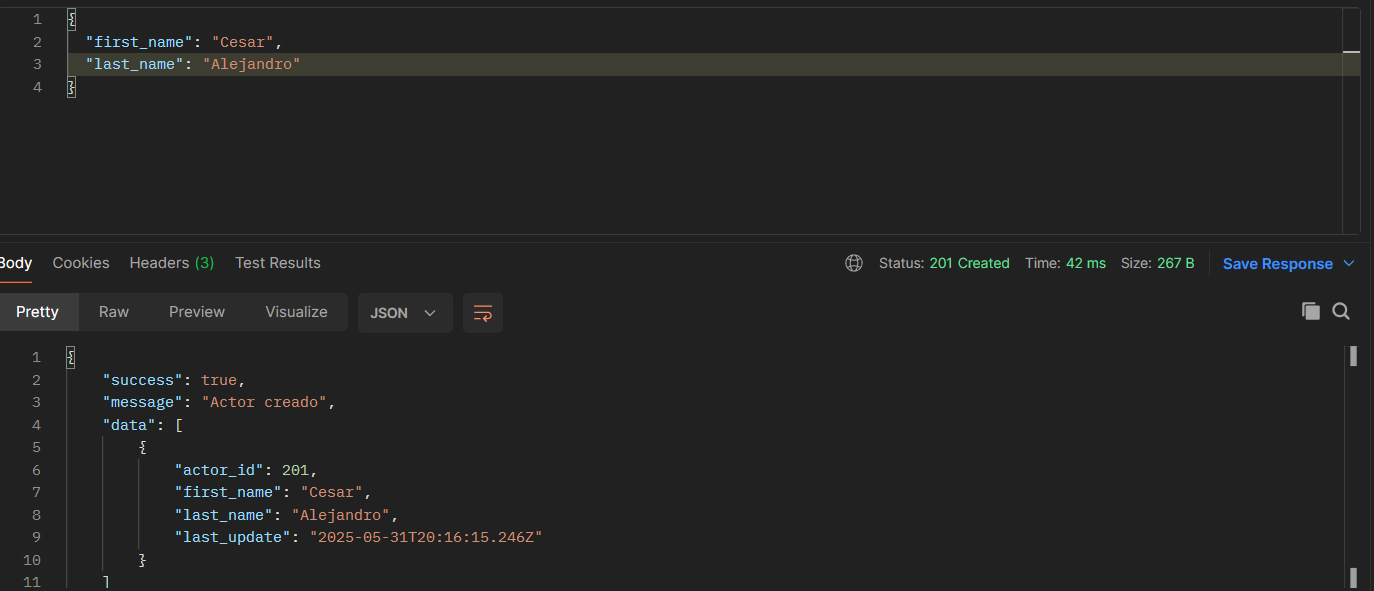 1 {
2 "first_name": "Cesar",
3 "last_name": "Alejandro"
4 }
Body Cookies Headers (3) Test Results Status: 201 Created Time: 42 ms Size: 267 B Save Response
Pretty Raw Preview Visualize JSON
1 {
2 "success": true,
3 "message": "Actor creado",
4 "data": [
5 {
6 "actor_id": 201,
7 "first_name": "Cesar",
8 "last_name": "Alejandro",
9 "last_update": "2025-05-31T20:16:15.246Z"
10 }
11 ]